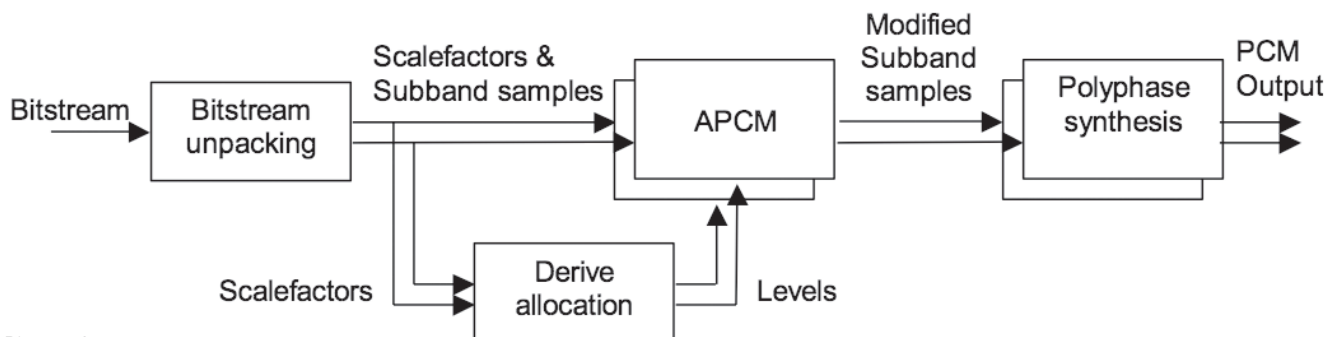 Bitstream
Bitstream
unpacking
Scalefactors &
Subband samples
APCM
Modified
Subband
samples
Polyphase
synthesis
PCM
Output
Scalefactors
Derive
allocation
Levels